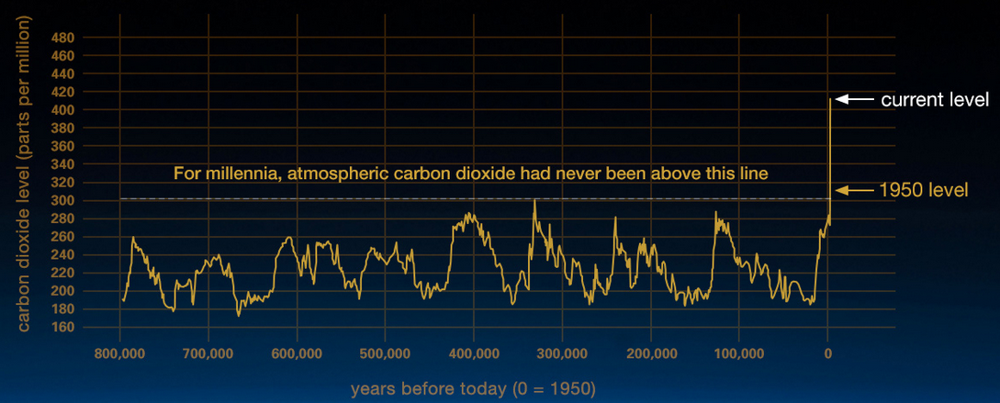 carbon dioxide level (parts per million)
480
460
440
420
400
380
360
340
320
300
280
260
240
220
200
180
160
current level
For millennia, atmospheric carbon dioxide had never been above this line
1950 level
800,000 700,000 600,000 500,000 400,000 300,000 200,000 100,000 0
years before today (0 = 1950)